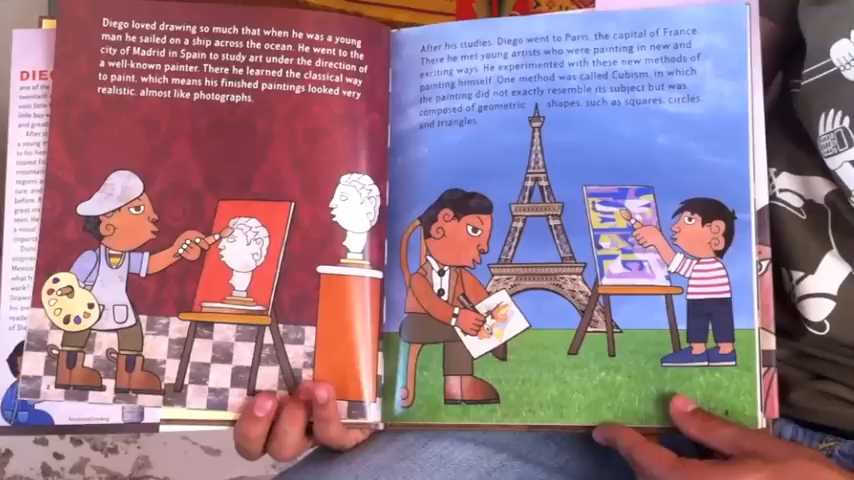 Diego loved drawing so much that when he was a young
man he sailed on a ship across the ocean. He went to the
city of Madrid in Spain to study art under the direction of
a well-known painter. There he learned the classical way
to paint, which means his finished paintings looked very
realistic, almost like photographs.
After his studies, Diego went to Paris, the capital of France.
There he met young artists who were painting in new and
exciting ways. He experimented with these new methods of
painting himself. One method was called Cubism, in which
the painting did not exactly resemble its subject but was
composed of geometric shapes, such as squares, circles
and triangles.
DIEG